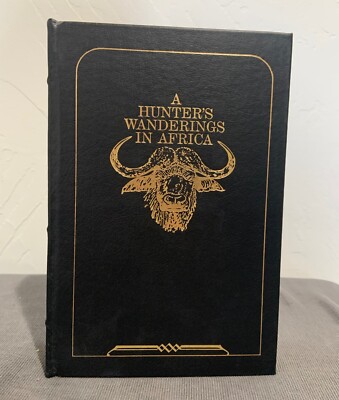 A
HUNTER'S
WANDERINGS
IN AFRICA